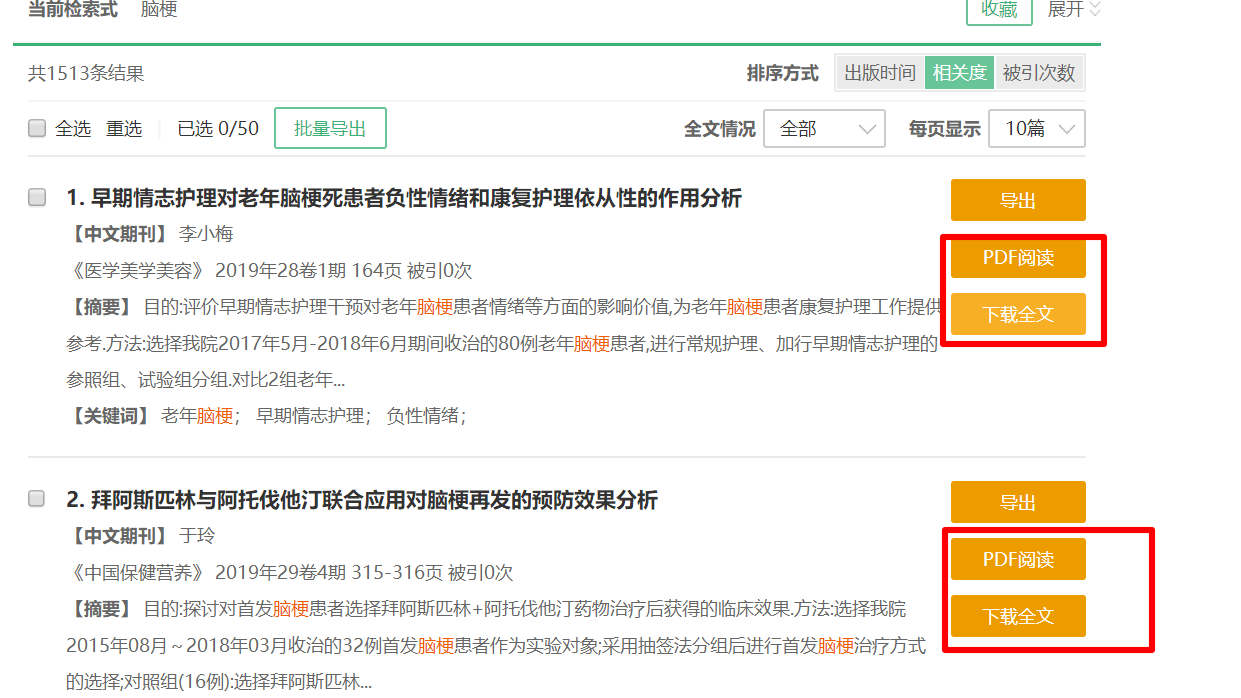 当前检索式 脑梗 收藏 展开
共1513条结果 排序方式 出版时间 相关度 被引次数
全选 重选 已选 0/50 批量导出 全文情况 全部 每页显示 10篇
1. 早期情志护理对老年脑梗死患者负性情绪和康复护理依从性的作用分析 导出
【中文期刊】 李小梅
PDF阅读
《医学美学美容》 2019年28卷1期 164页 被引0次
【摘要】 目的:评价早期情志护理干预对老年脑梗患者情绪等方面的影响价值,为老年脑梗患者康复护理工作提供 下载全文
参考.方法:选择我院2017年5月-2018年6月期间收治的80例老年脑梗患者,进行常规护理、加行早期情志护理的
参照组、试验组分组.对比2组老年...
【关键词】 老年脑梗； 早期情志护理； 负性情绪；
2. 拜阿斯匹林与阿托伐他汀联合应用对脑梗再发的预防效果分析 导出
【中文期刊】 于玲
PDF阅读
《中国保健营养》 2019年29卷4期 315-316页 被引0次
【摘要】 目的:探讨对首发脑梗患者选择拜阿斯匹林+阿托伐他汀药物治疗后获得的临床效果.方法:选择我院 下载全文
2015年08月～2018年03月收治的32例首发脑梗患者作为实验对象;采用抽签法分组后进行首发脑梗治疗方式
的选择;对照组(16例):选择拜阿斯匹林...